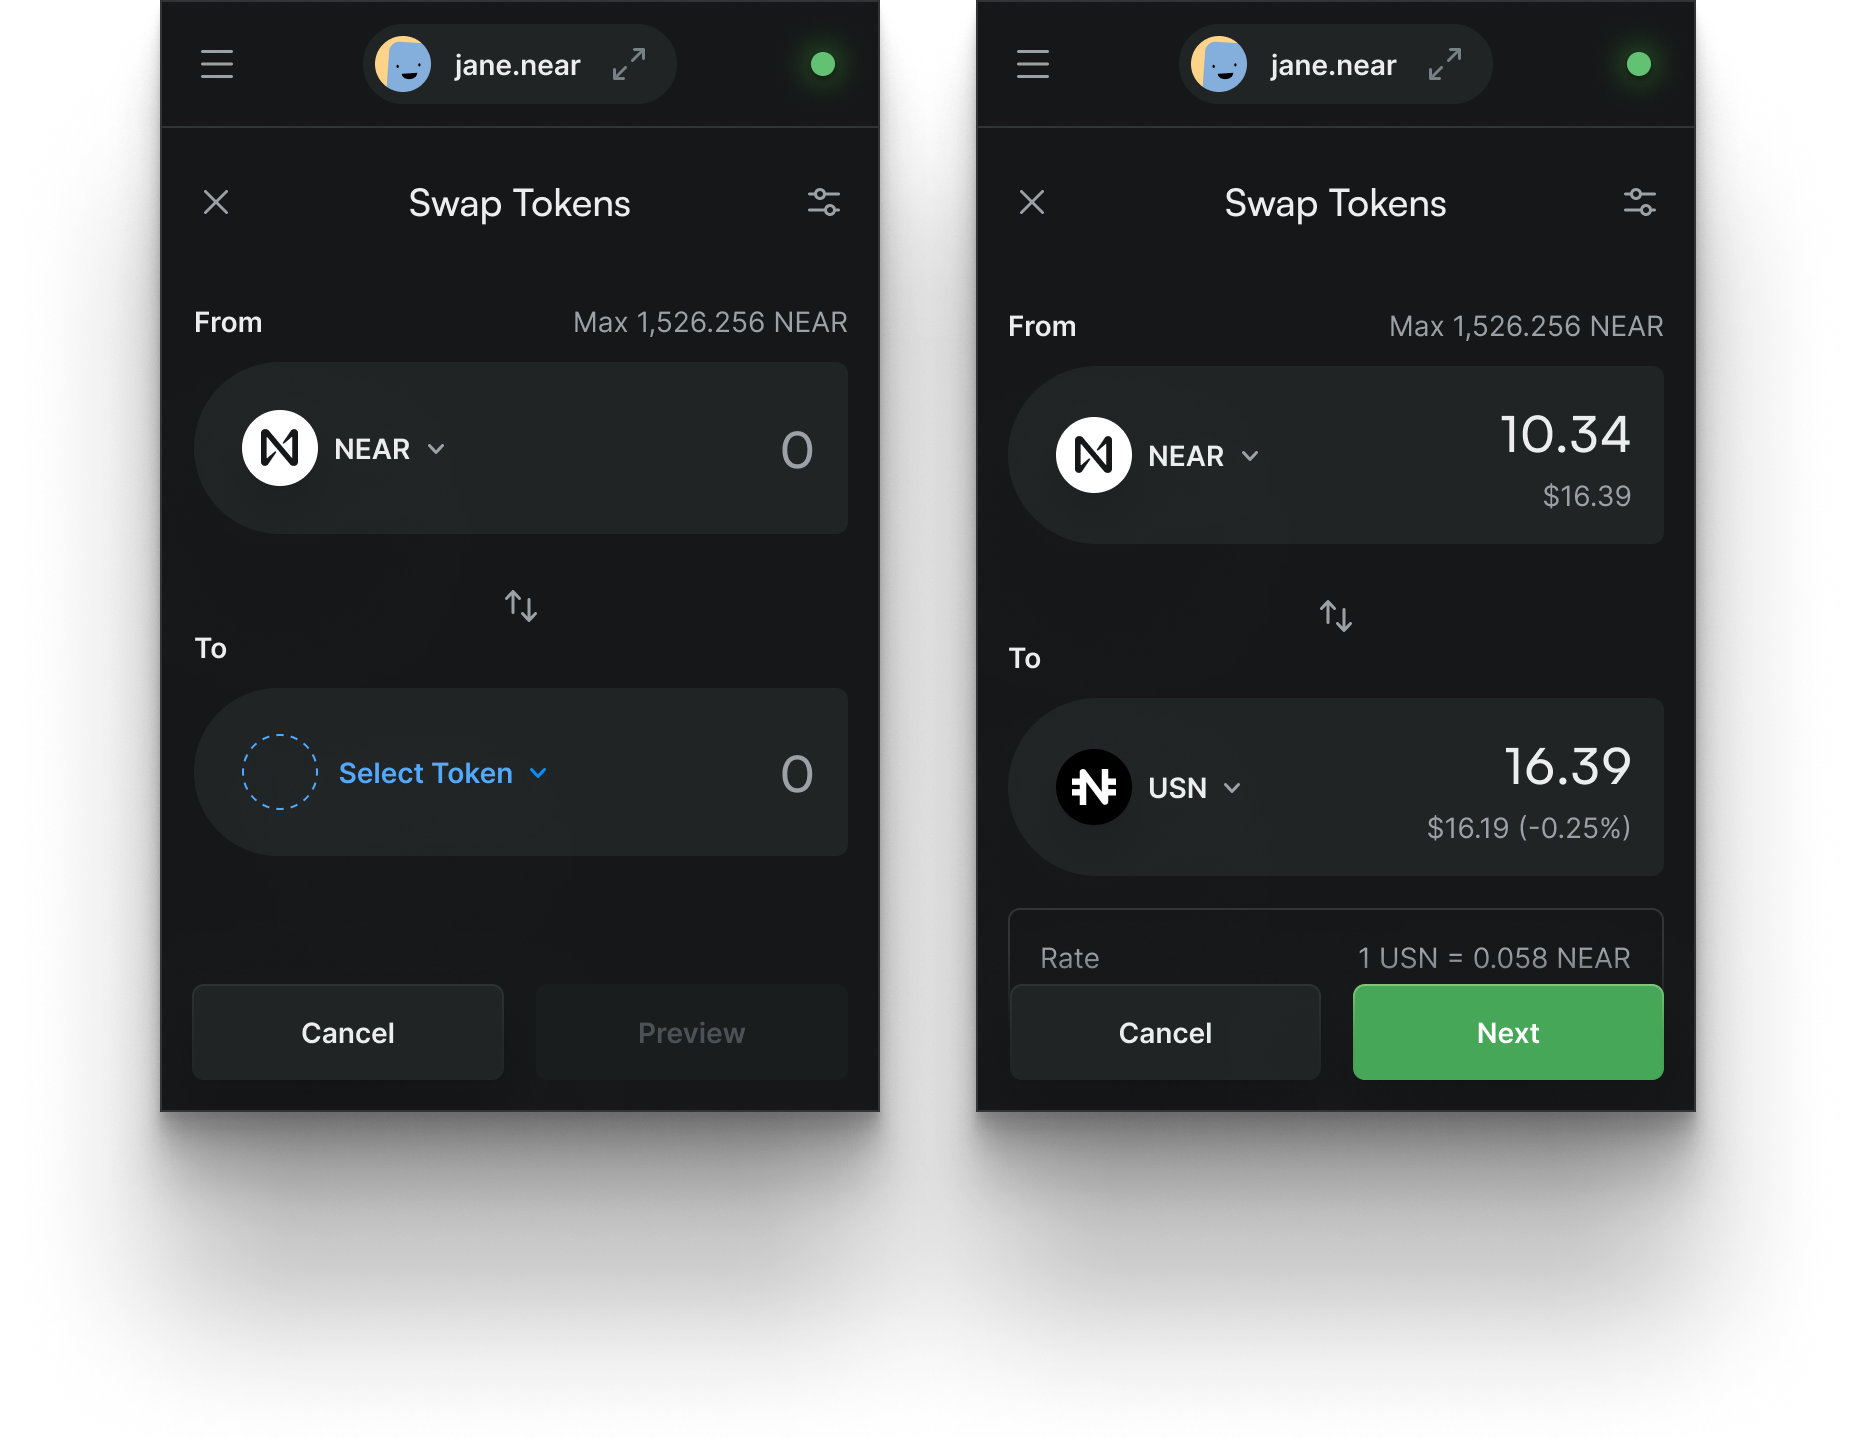 jane.near
Swap Tokens
From
Max 1,526.256 NEAR
NEAR
0
To
Select Token
0
Cancel
Preview
jane.near
Swap Tokens
From
Max 1,526.256 NEAR
NEAR
10.34
$16.39
To
USN
16.39
$16.19 (-0.25%)
Rate
1 USN = 0.058 NEAR
Cancel
Next